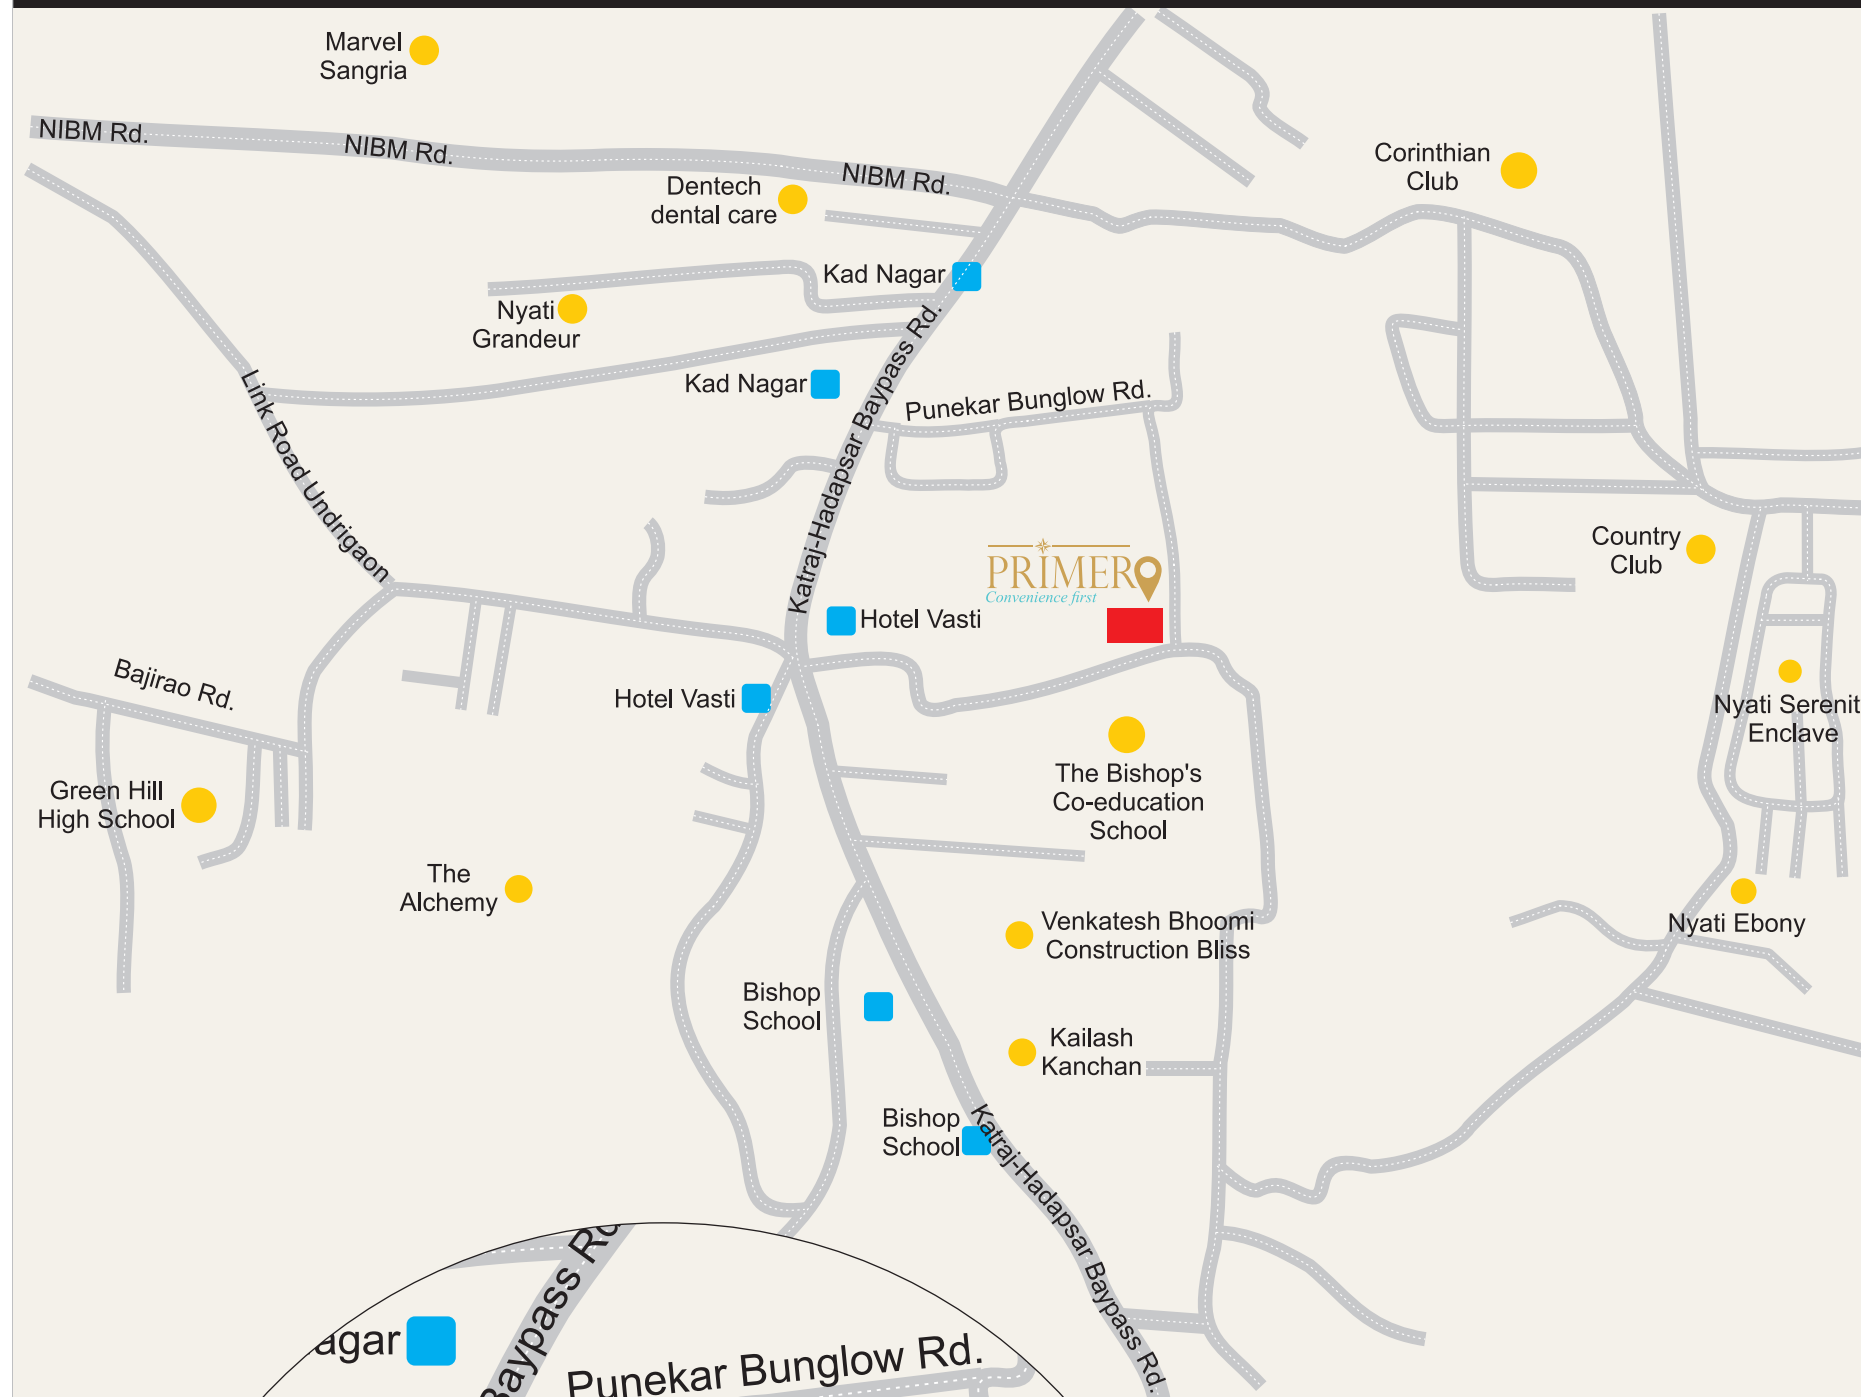 Marvel
Sangria
NIBM Rd.
NIBM Rd.
NIBM Rd.
Corinthian
Club
Dentech
dental care
Kad Nagar
Nyati
Grandeur
Kad Nagar
Punekar Bunglow Rd.
Katraj-Hadapsar Baypass Rd.
Link Road Undrigaon
PRIMERO
Convenience first
Country
Club
Hotel Vasti
Hotel Vasti
Bajirao Rd.
Nyati Serenit
Enclave
The Bishop's
Co-education
School
Green Hill
High School
The
Alchemy
Venkatesh Bhoomi
Construction Bliss
Nyati Ebony
Bishop
School
Kailash
Kanchan
Bishop
School
Katraj-Hadapsar Baypass Rd.
agar
Baypass Rd
Punekar Bunglow Rd.